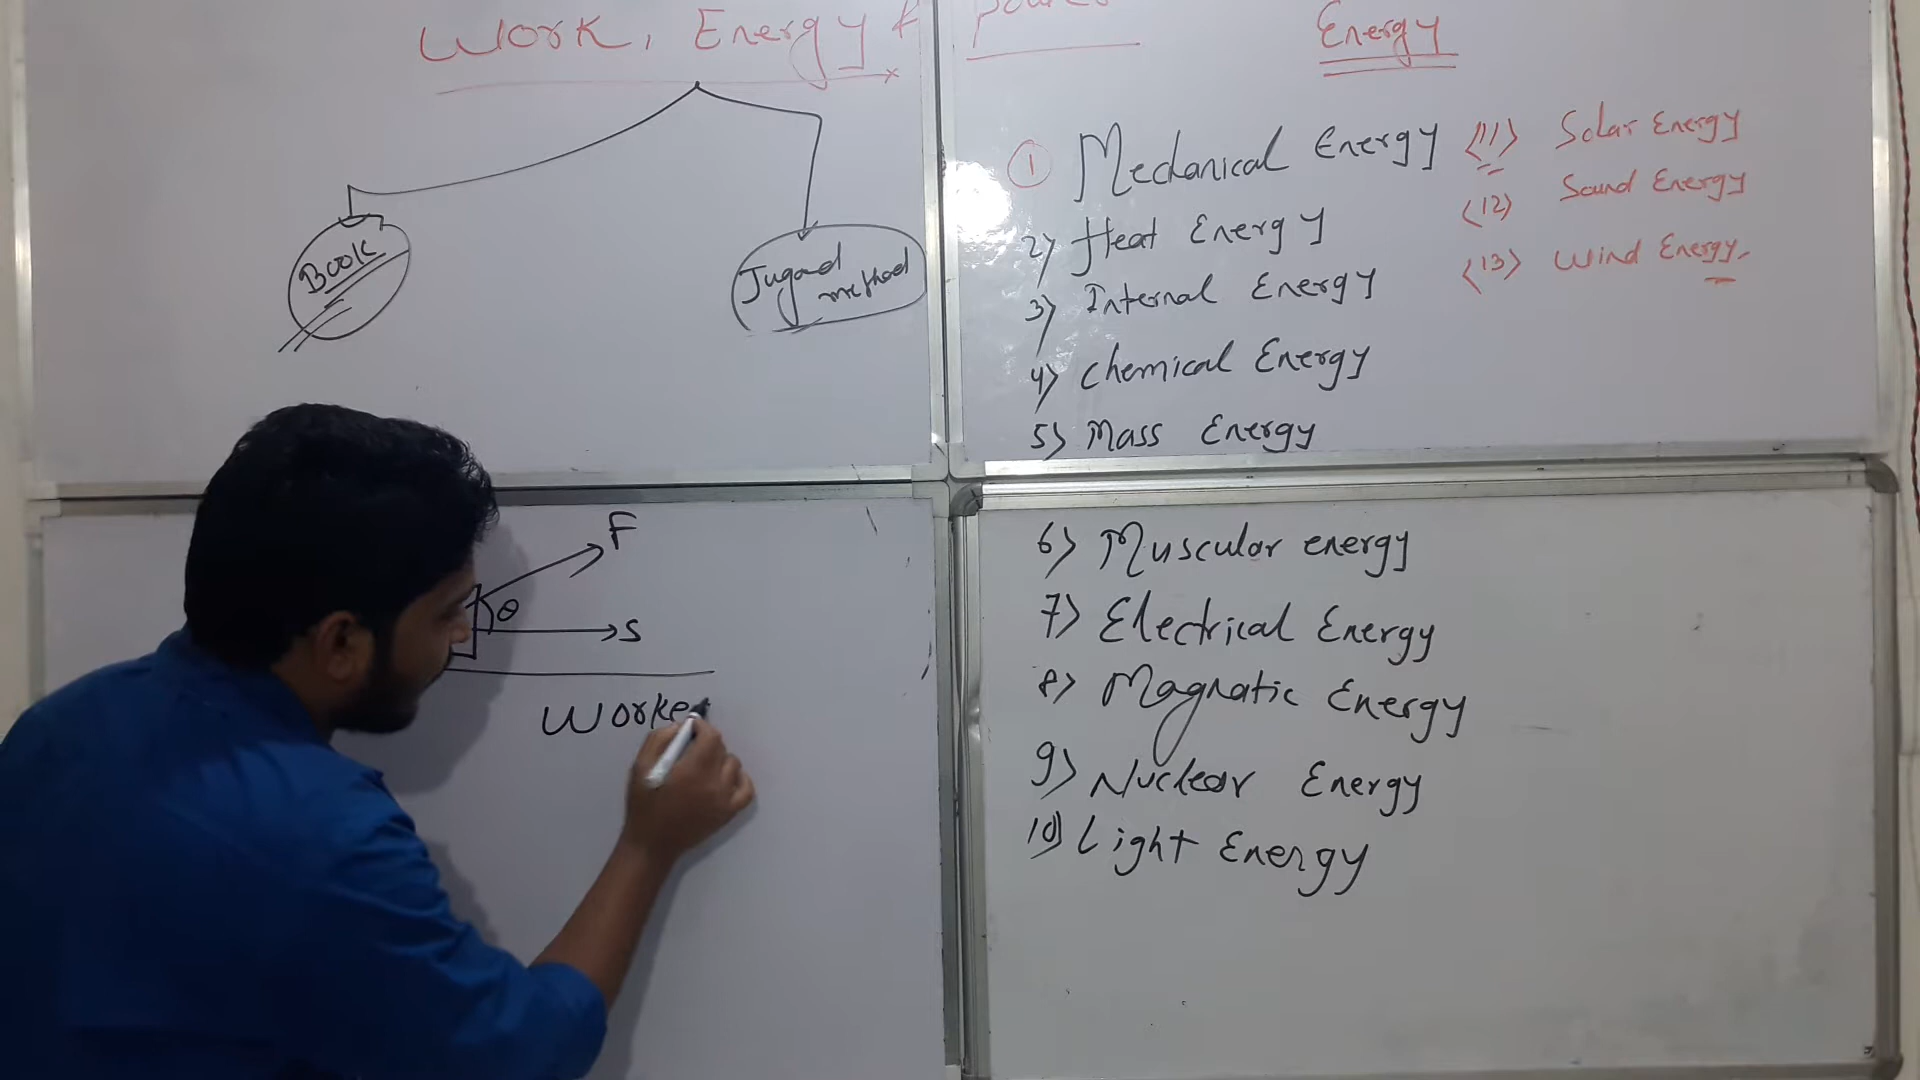 Work, Energy & Power
Book
Jugaad
method
F
θ
S
Worke
Energy
1 Mechanical Energy
2) Heat Energy
3) Internal Energy
4) Chemical Energy
5) Mass Energy
6) Muscular energy
7) Electrical Energy
8) Magnatic Energy
9) Nuclear Energy
10) Light Energy
<11> Solar Energy
<12> Sound Energy
<13> Wind Energy.